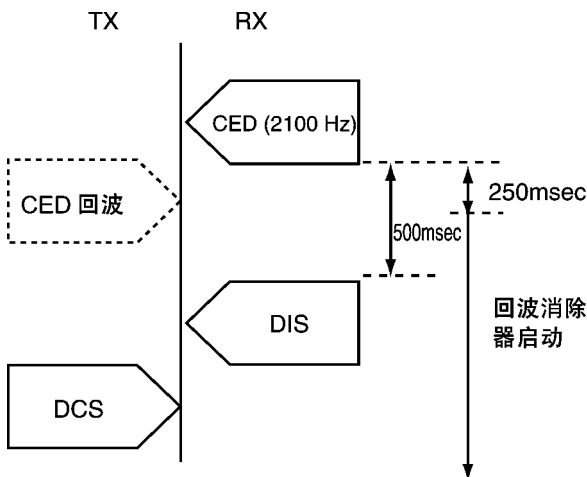 TX
RX
CED (2100 Hz)
CED 回波
250msec
500msec
DIS
回波消除
器启动
DCS